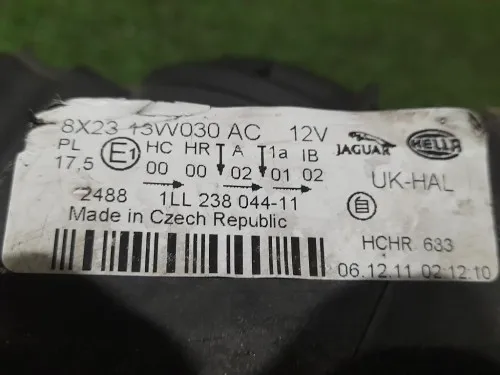 8X23 13W030 AC 12V JAGUAR HELLA
PL E1 HC HR A 1a IB
17,5 00 00 02 01 02 UK-HAL
2488 1LL 238 044-11 自
Made in Czech Republic HCHR 633
06.12.11 02:12:10